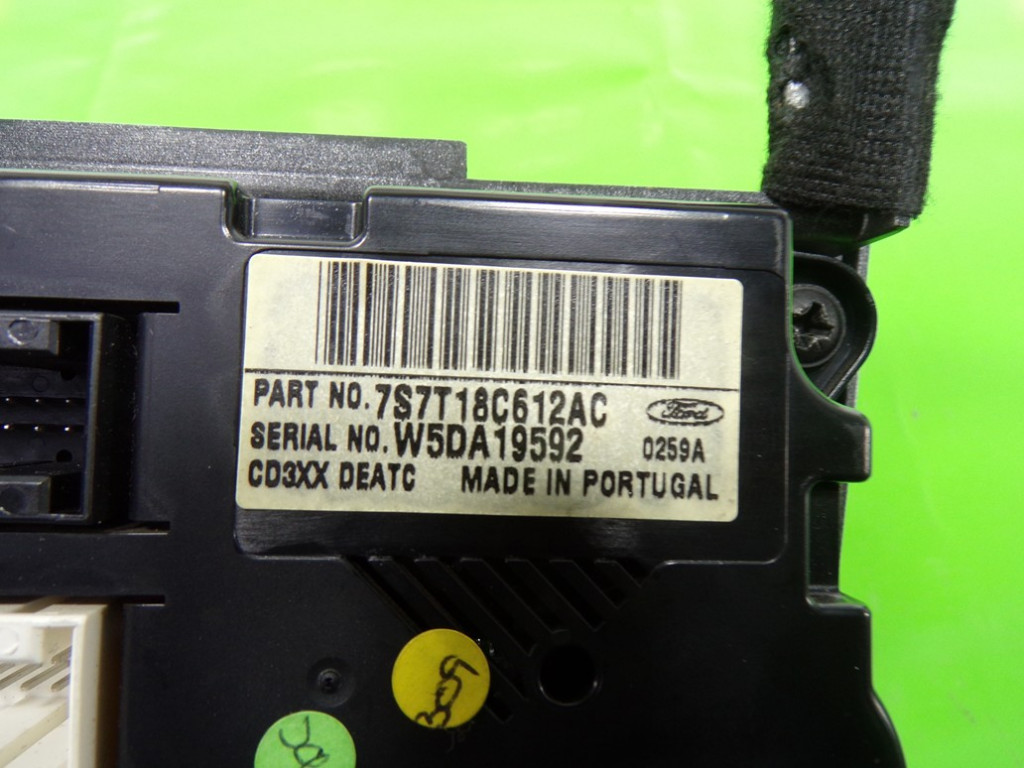 PART NO. 7S7T18C612AC
Ford
SERIAL NO. W5DA19592 0259A
CD3XX DEATC MADE IN PORTUGAL